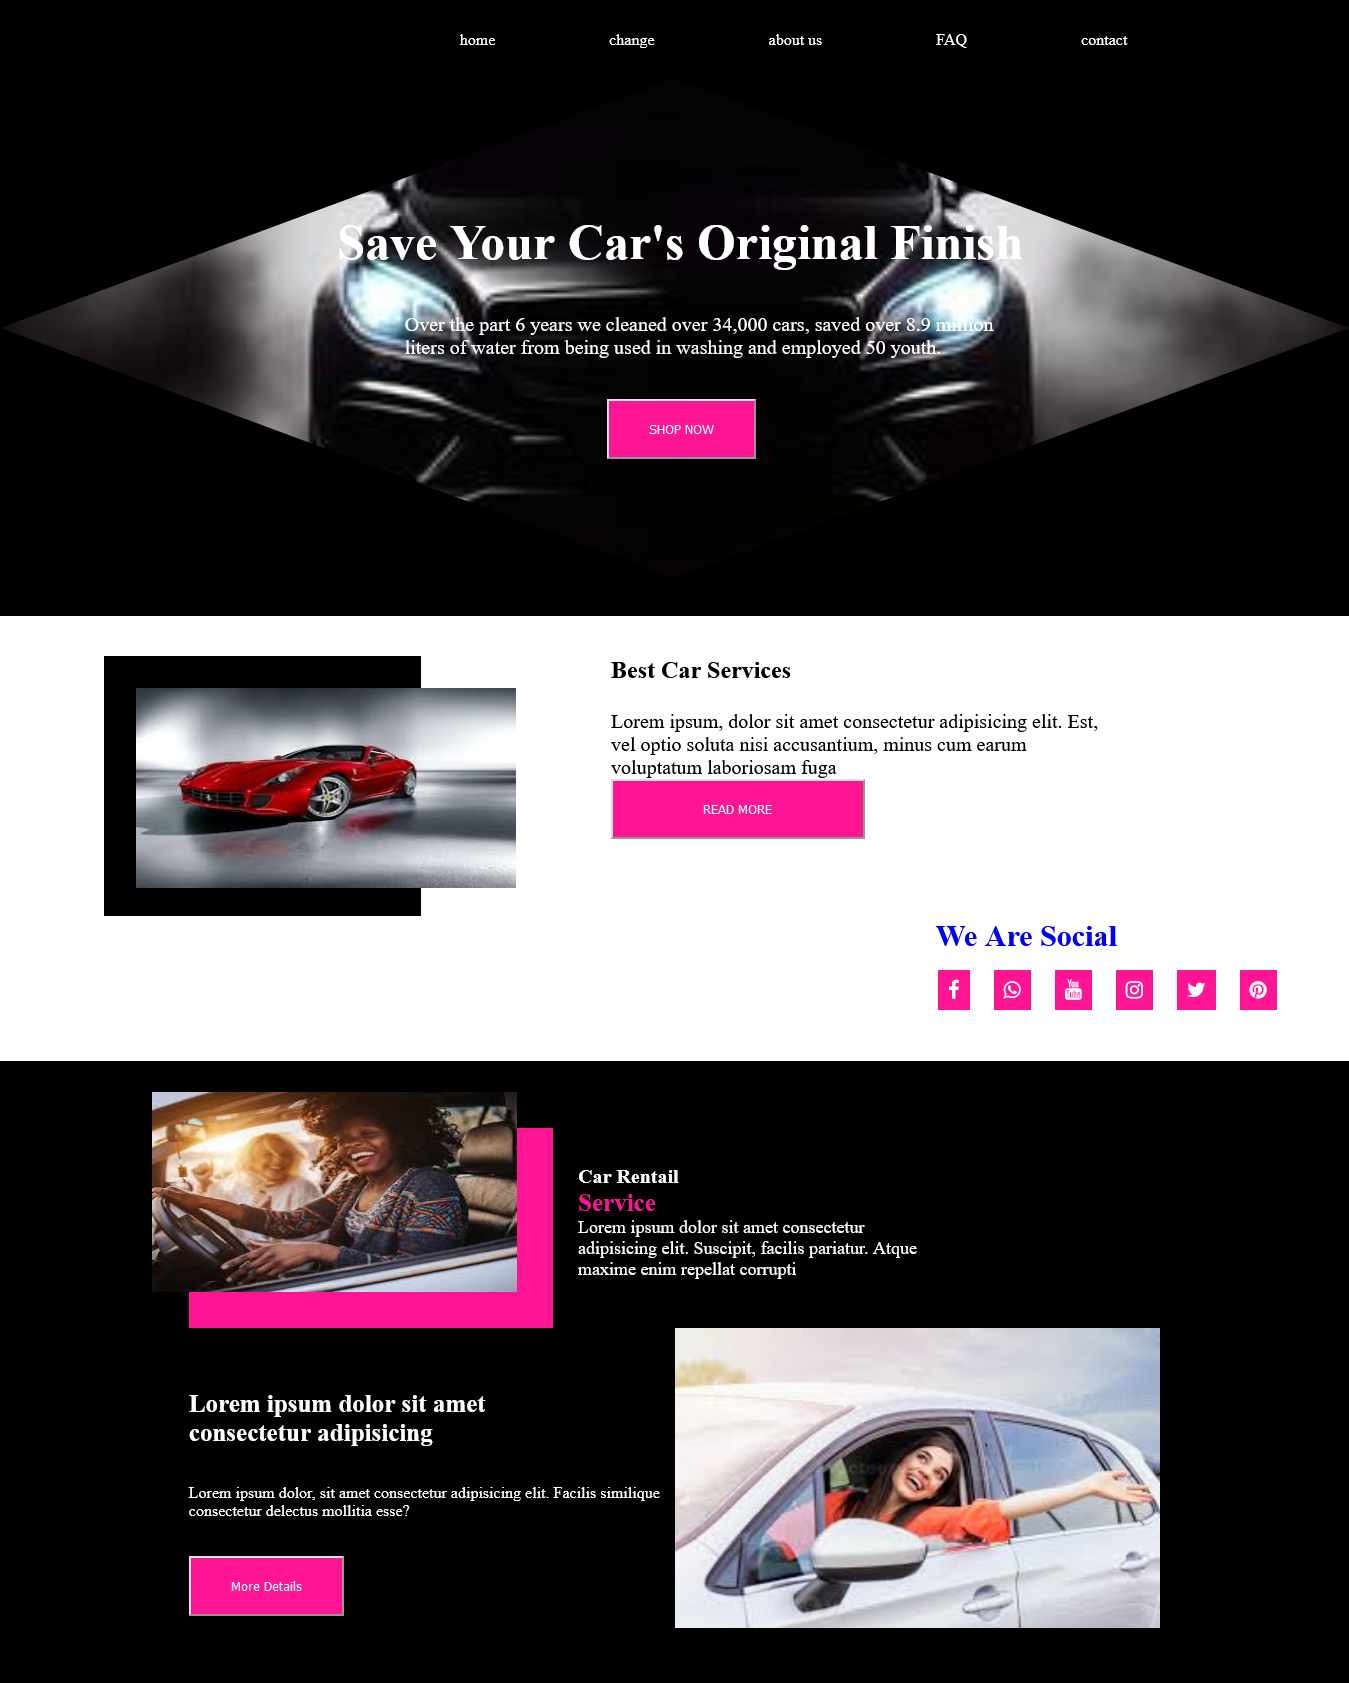 home change about us FAQ contact
Save Your Car's Original Finish
Over the part 6 years we cleaned over 34,000 cars, saved over 8.9 million
liters of water from being used in washing and employed 50 youth.
SHOP NOW
Best Car Services
Lorem ipsum, dolor sit amet consectetur adipisicing elit. Est,
vel optio soluta nisi accusantium, minus cum earum
voluptatum laboriosam fuga
READ MORE
We Are Social
You
Tube
Car Rentail
Service
Lorem ipsum dolor sit amet consectetur
adipisicing elit. Suscipit, facilis pariatur. Atque
maxime enim repellat corrupti
Lorem ipsum dolor sit amet
consectetur adipisicing
Lorem ipsum dolor, sit amet consectetur adipisicing elit. Facilis similique
consectetur delectus mollitia esse?
More Details